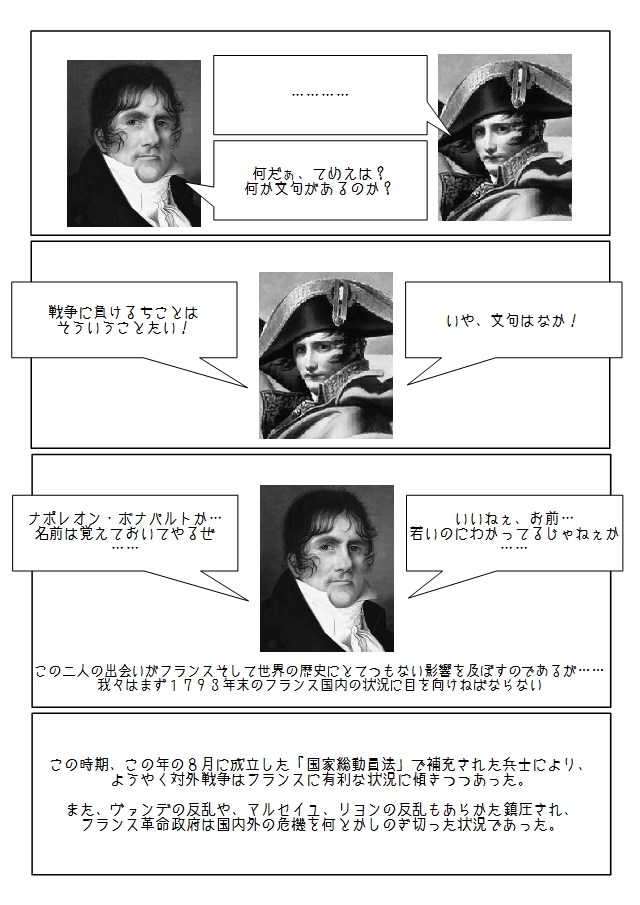 …………
何だぁ、てめえは？
何か文句があるのか？
いや、文句はなか！
戦争に負けるちことは
そういうことたい！
いいねぇ、お前…
若いのにわかってるじゃねぇか
……
ナポレオン・ボナパルトか…
名前は覚えておいてやるぜ
……
この二人の出会いがフランスそして世界の歴史にとてつもない影響を及ぼすのであるが……
我々はまず１７９３年末のフランス国内の状況に目を向けねばならない
この時期、この年の８月に成立した「国家総動員法」で補充された兵士により、
ようやく対外戦争はフランスに有利な状況に傾きつつあった。
また、ヴァンデの反乱や、マルセイユ、リヨンの反乱もあらかた鎮圧され、
フランス革命政府は国内外の危機を何とかしのぎ切った状況であった。